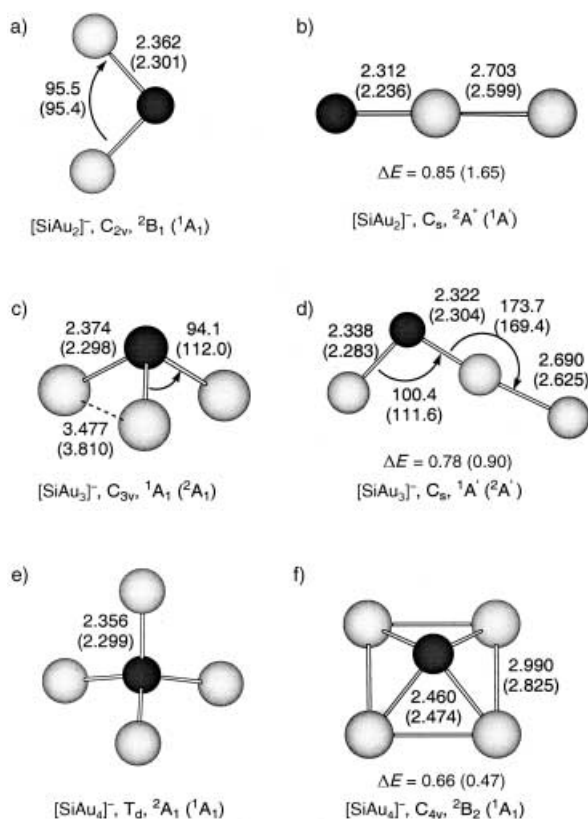 a)
2.362
(2.301)
95.5
(95.4)
[SiAu₂]⁻, C₂ᵥ, ²B₁ (¹A₁)
b)
2.312
(2.236)
2.703
(2.599)
ΔE = 0.85 (1.65)
[SiAu₂]⁻, Cₛ, ²A" (¹A')
c)
2.374
(2.298)
94.1
(112.0)
3.477
(3.810)
[SiAu₃]⁻, C₃ᵥ, ¹A₁ (²A₁)
d)
2.322
(2.304)
173.7
(169.4)
2.338
(2.283)
2.690
(2.625)
100.4
(111.6)
ΔE = 0.78 (0.90)
[SiAu₃]⁻, Cₛ, ¹A' (²A')
e)
2.356
(2.299)
[SiAu₄]⁻, T_d, ²A₁ (¹A₁)
f)
2.990
(2.825)
2.460
(2.474)
ΔE = 0.66 (0.47)
[SiAu₄]⁻, C₄ᵥ, ²B₂ (¹A₁)